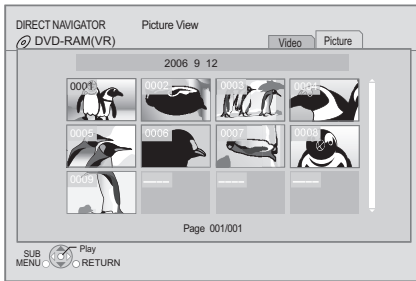 DIRECT NAVIGATOR Picture View
DVD-RAM(VR) Video Picture
2006 9 12
0001 0002 0003 0004
0005 0006 0007 0008
0009 ---- ---- ----
Page 001/001
SUB MENU Play RETURN